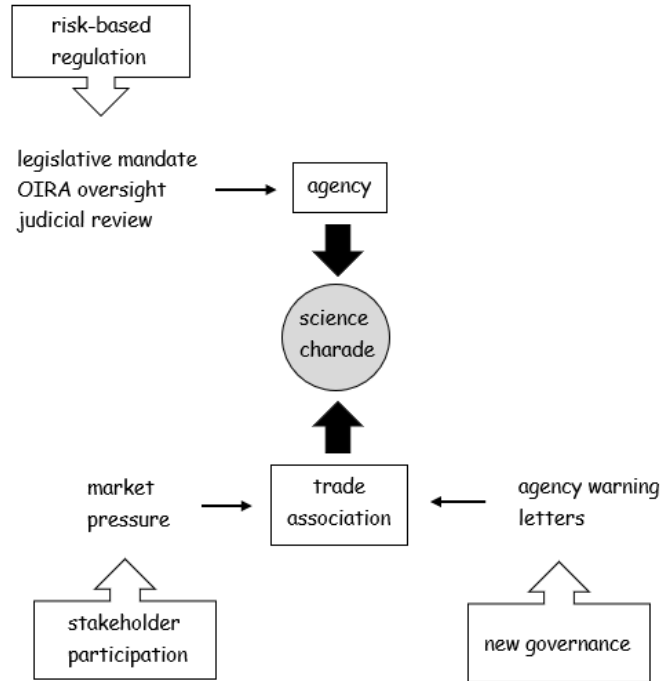 risk-based
regulation
legislative mandate
OIRA oversight
judicial review
agency
science
charade
market
pressure
trade
association
agency warning
letters
stakeholder
participation
new governance